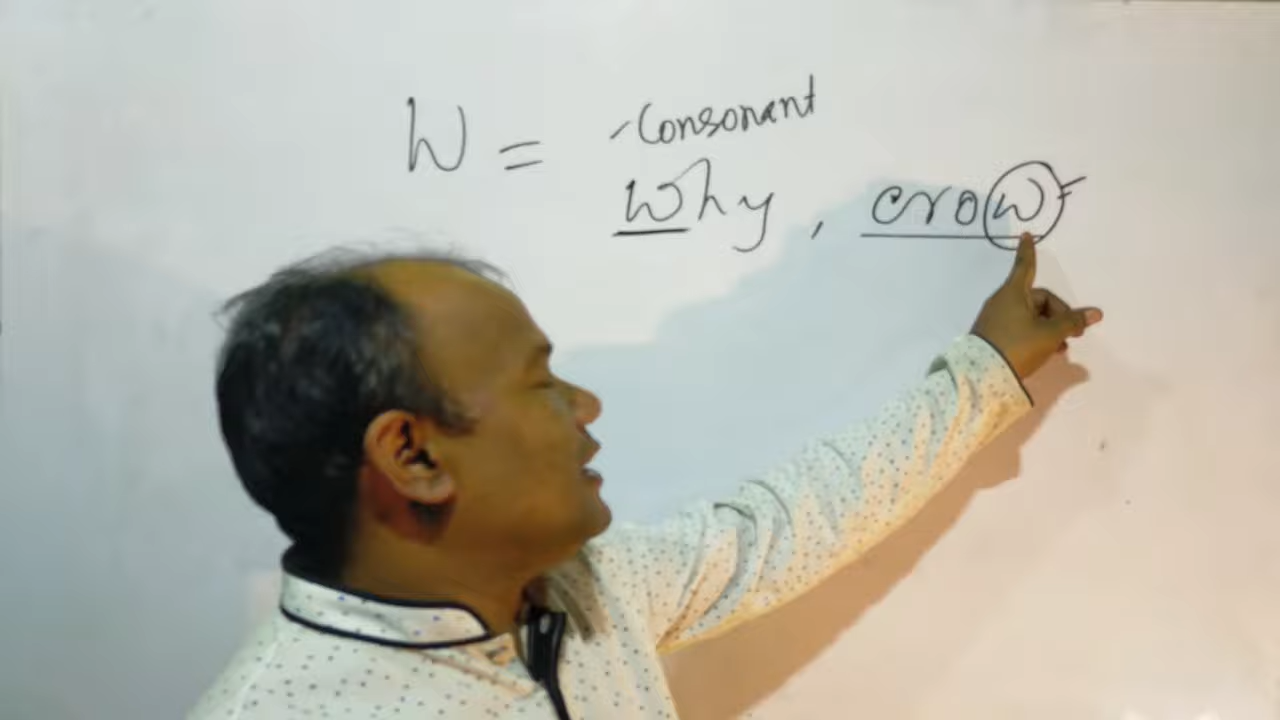 W = Consonant
Why, crow =